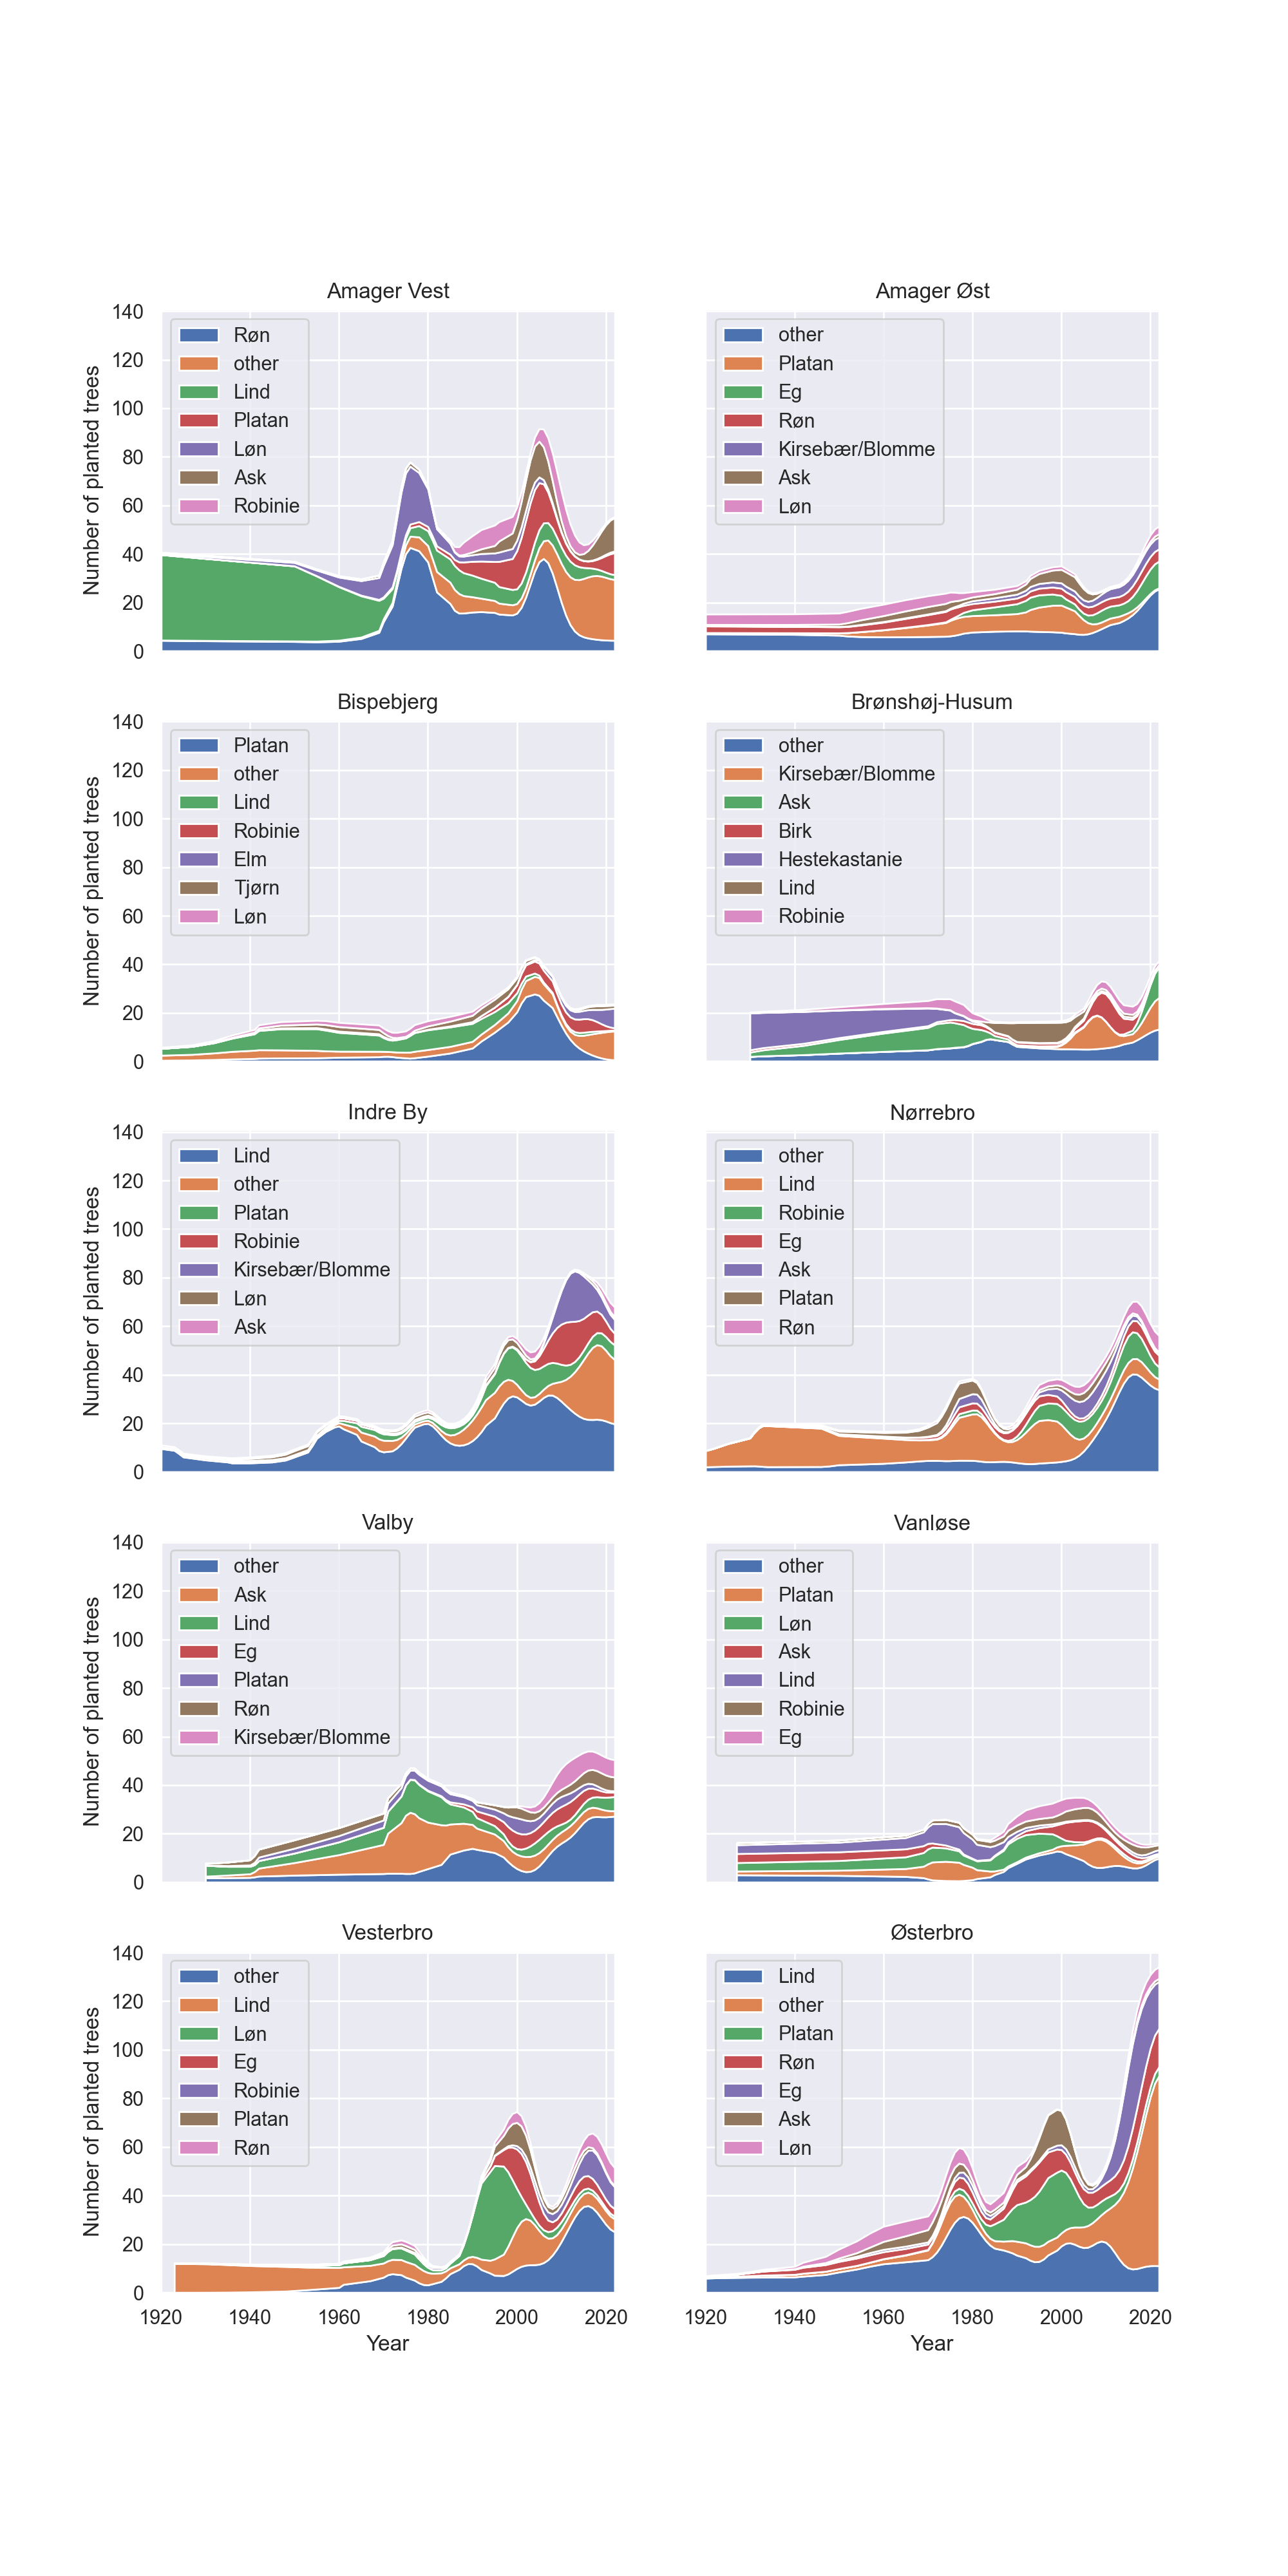 Amager Vest
Number of planted trees
140
120
100
80
60
40
20
0
Røn
other
Lind
Platan
Løn
Ask
Robinie
Amager Øst
other
Platan
Eg
Røn
Kirsebær/Blomme
Ask
Løn
Bispebjerg
Number of planted trees
140
120
100
80
60
40
20
0
Platan
other
Lind
Robinie
Elm
Tjørn
Løn
Brønshøj-Husum
other
Kirsebær/Blomme
Ask
Birk
Hestekastanie
Lind
Robinie
Indre By
Number of planted trees
140
120
100
80
60
40
20
0
Lind
other
Platan
Robinie
Kirsebær/Blomme
Løn
Ask
Nørrebro
other
Lind
Robinie
Eg
Ask
Platan
Røn
Valby
Number of planted trees
140
120
100
80
60
40
20
0
other
Ask
Lind
Eg
Platan
Røn
Kirsebær/Blomme
Vanløse
other
Platan
Løn
Ask
Lind
Robinie
Eg
Vesterbro
Number of planted trees
140
120
100
80
60
40
20
0
other
Lind
Løn
Eg
Robinie
Platan
Røn
1920 1940 1960 1980 2000 2020
Year
Østerbro
Lind
other
Platan
Røn
Eg
Ask
Løn
1920 1940 1960 1980 2000 2020
Year